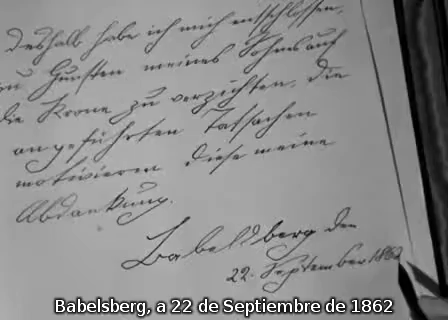 Deshalb habe ich mich entschlossen,
zu Gunsten meines Sohnes auf
die Krone zu verzichten. Die
angeführten Tatsachen
motivieren diese meine
Abdankung.
Babelsberg den
22. September 1862
Babelsberg, a 22 de Septiembre de 1862